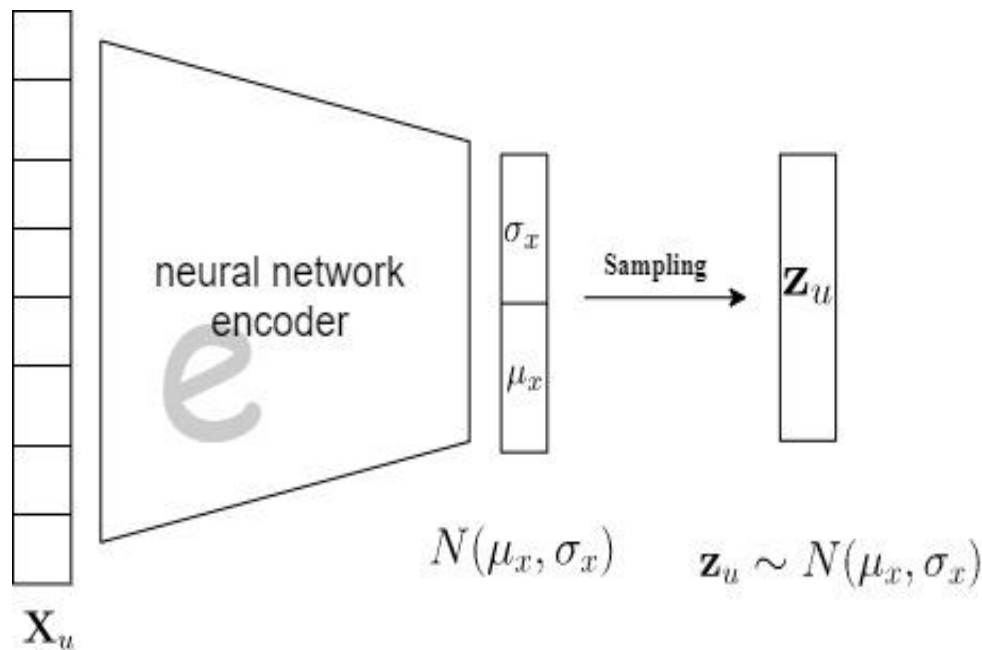 neural network
encoder
e
σ_x
μ_x
Sampling
𝐳_u
N(μ_x, σ_x)
𝐳_u ∼ N(μ_x, σ_x)
𝐗_u